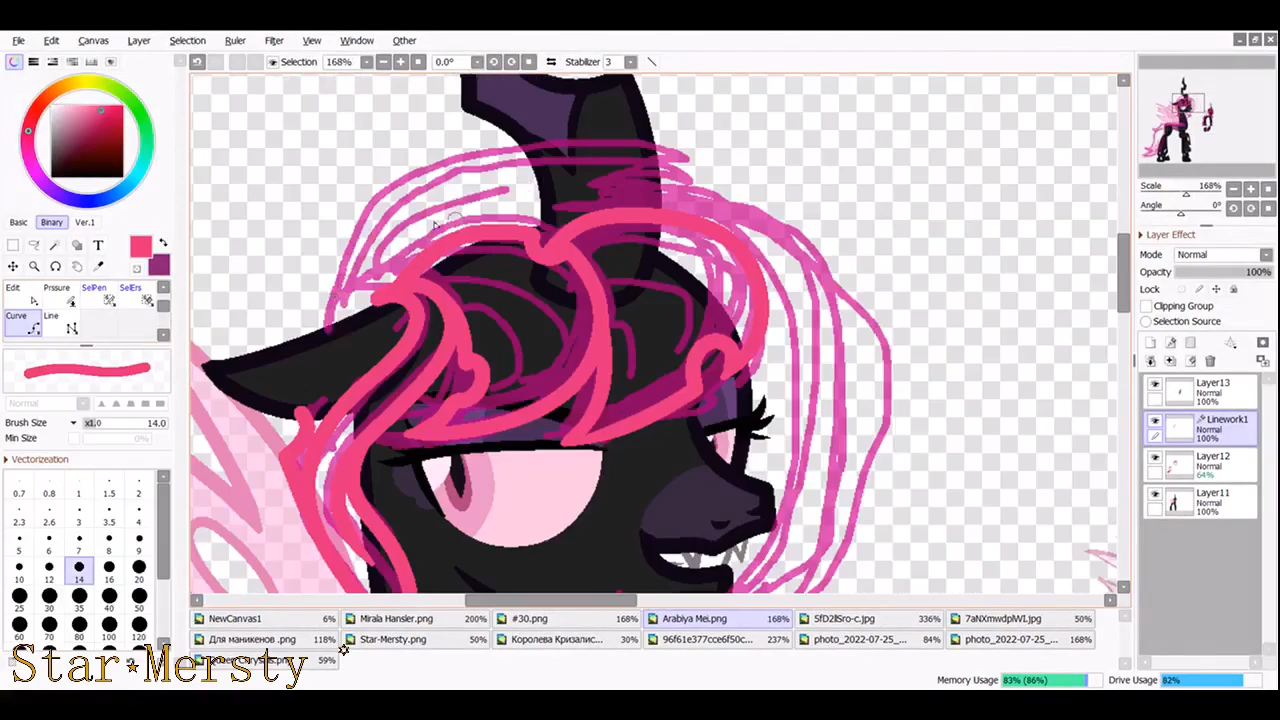 File Edit Canvas Layer Selection Ruler Filter View Window Other
Selection 168% 0.0° Stabilizer 3
Basic Binary Ver.1
T
Edit Pressure SelPen SelErs
Curve Line
Normal
Brush Size x1.0 14.0
Min Size 0%
Vectorization
0.7 0.8 1 1.5 2
2.3 2.6 3 3.5 4
5 6 7 8 9
10 12 14 16 20
25 30 35 40 50
60 70 80 100 120
Scale 168%
Angle 0°
Layer Effect
Mode Normal
Opacity 100%
Lock
Clipping Group
Selection Source
Layer13
Normal
100%
Linework1
Normal
100%
Layer12
Normal
64%
Layer11
Normal
100%
NewCanvas1 6% Mirala Hansler.png 200% #30.png 168% Arabiya Mei.png 168%
Для маникенов .png 118% Star-Mersty.png 50% Королева Кризалис... 30% 96f61e377cce6f50c... 237% photo_2022-07-25_... 84% photo_2022-07-25_... 168%
59%
Star★Mersty
Memory Usage 83% (86%) Drive Usage 82%